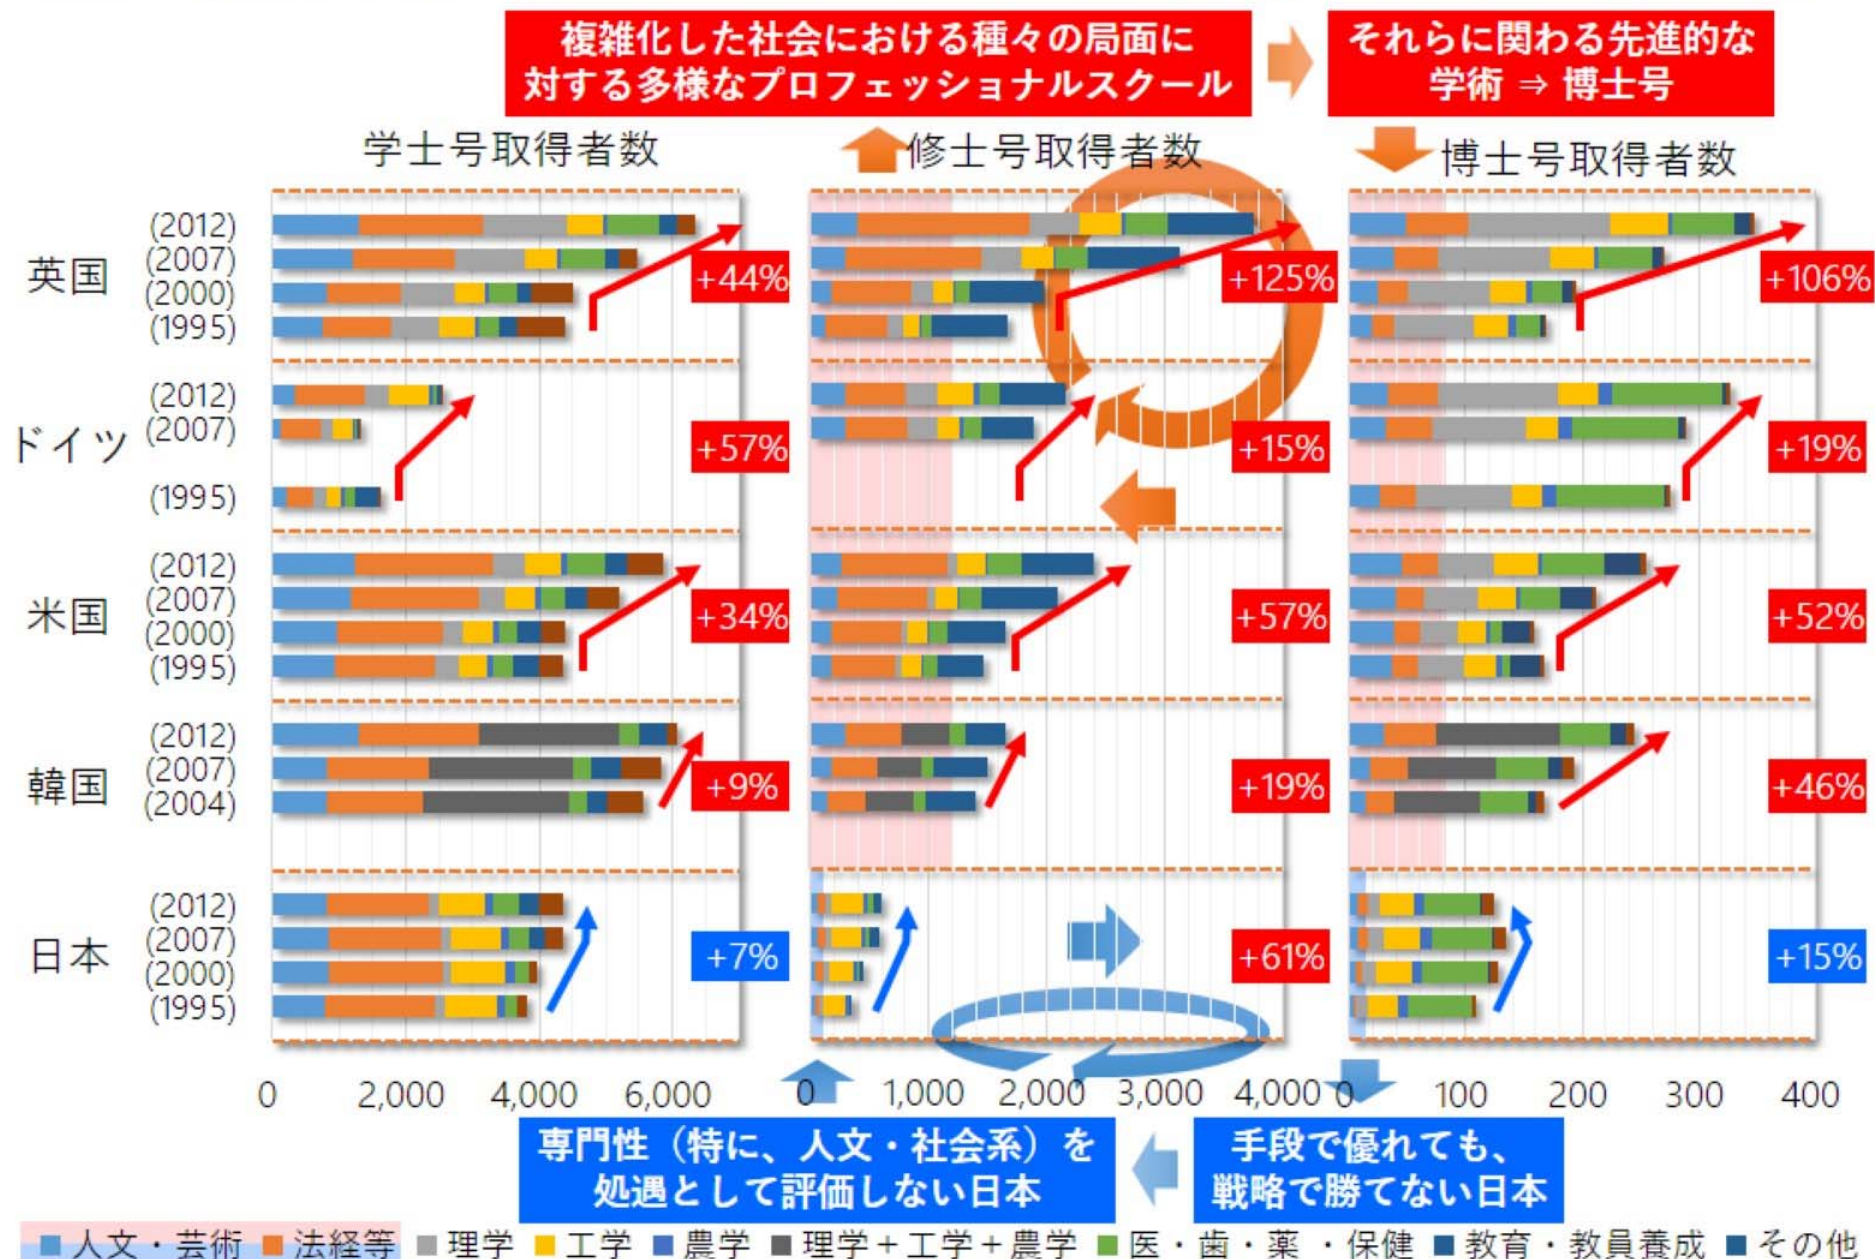 複雑化した社会における種々の局面に
対する多様なプロフェッショナルスクール
それらに関わる先進的な
学術 ⇒ 博士号
学士号取得者数
修士号取得者数
博士号取得者数
英国
(2012)
(2007)
(2000)
(1995)
+44%
+125%
+106%
ドイツ
(2012)
(2007)
(1995)
+57%
+15%
+19%
米国
(2012)
(2007)
(2000)
(1995)
+34%
+57%
+52%
韓国
(2012)
(2007)
(2004)
+9%
+19%
+46%
日本
(2012)
(2007)
(2000)
(1995)
+7%
+61%
+15%
0 2,000 4,000 6,000
0 1,000 2,000 3,000 4,000
0 100 200 300 400
専門性（特に、人文・社会系）を
処遇として評価しない日本
手段で優れても、
戦略で勝てない日本
人文・芸術 法経等 理学 工学 農学 理学＋工学＋農学 医・歯・薬・保健 教育・教員養成 その他